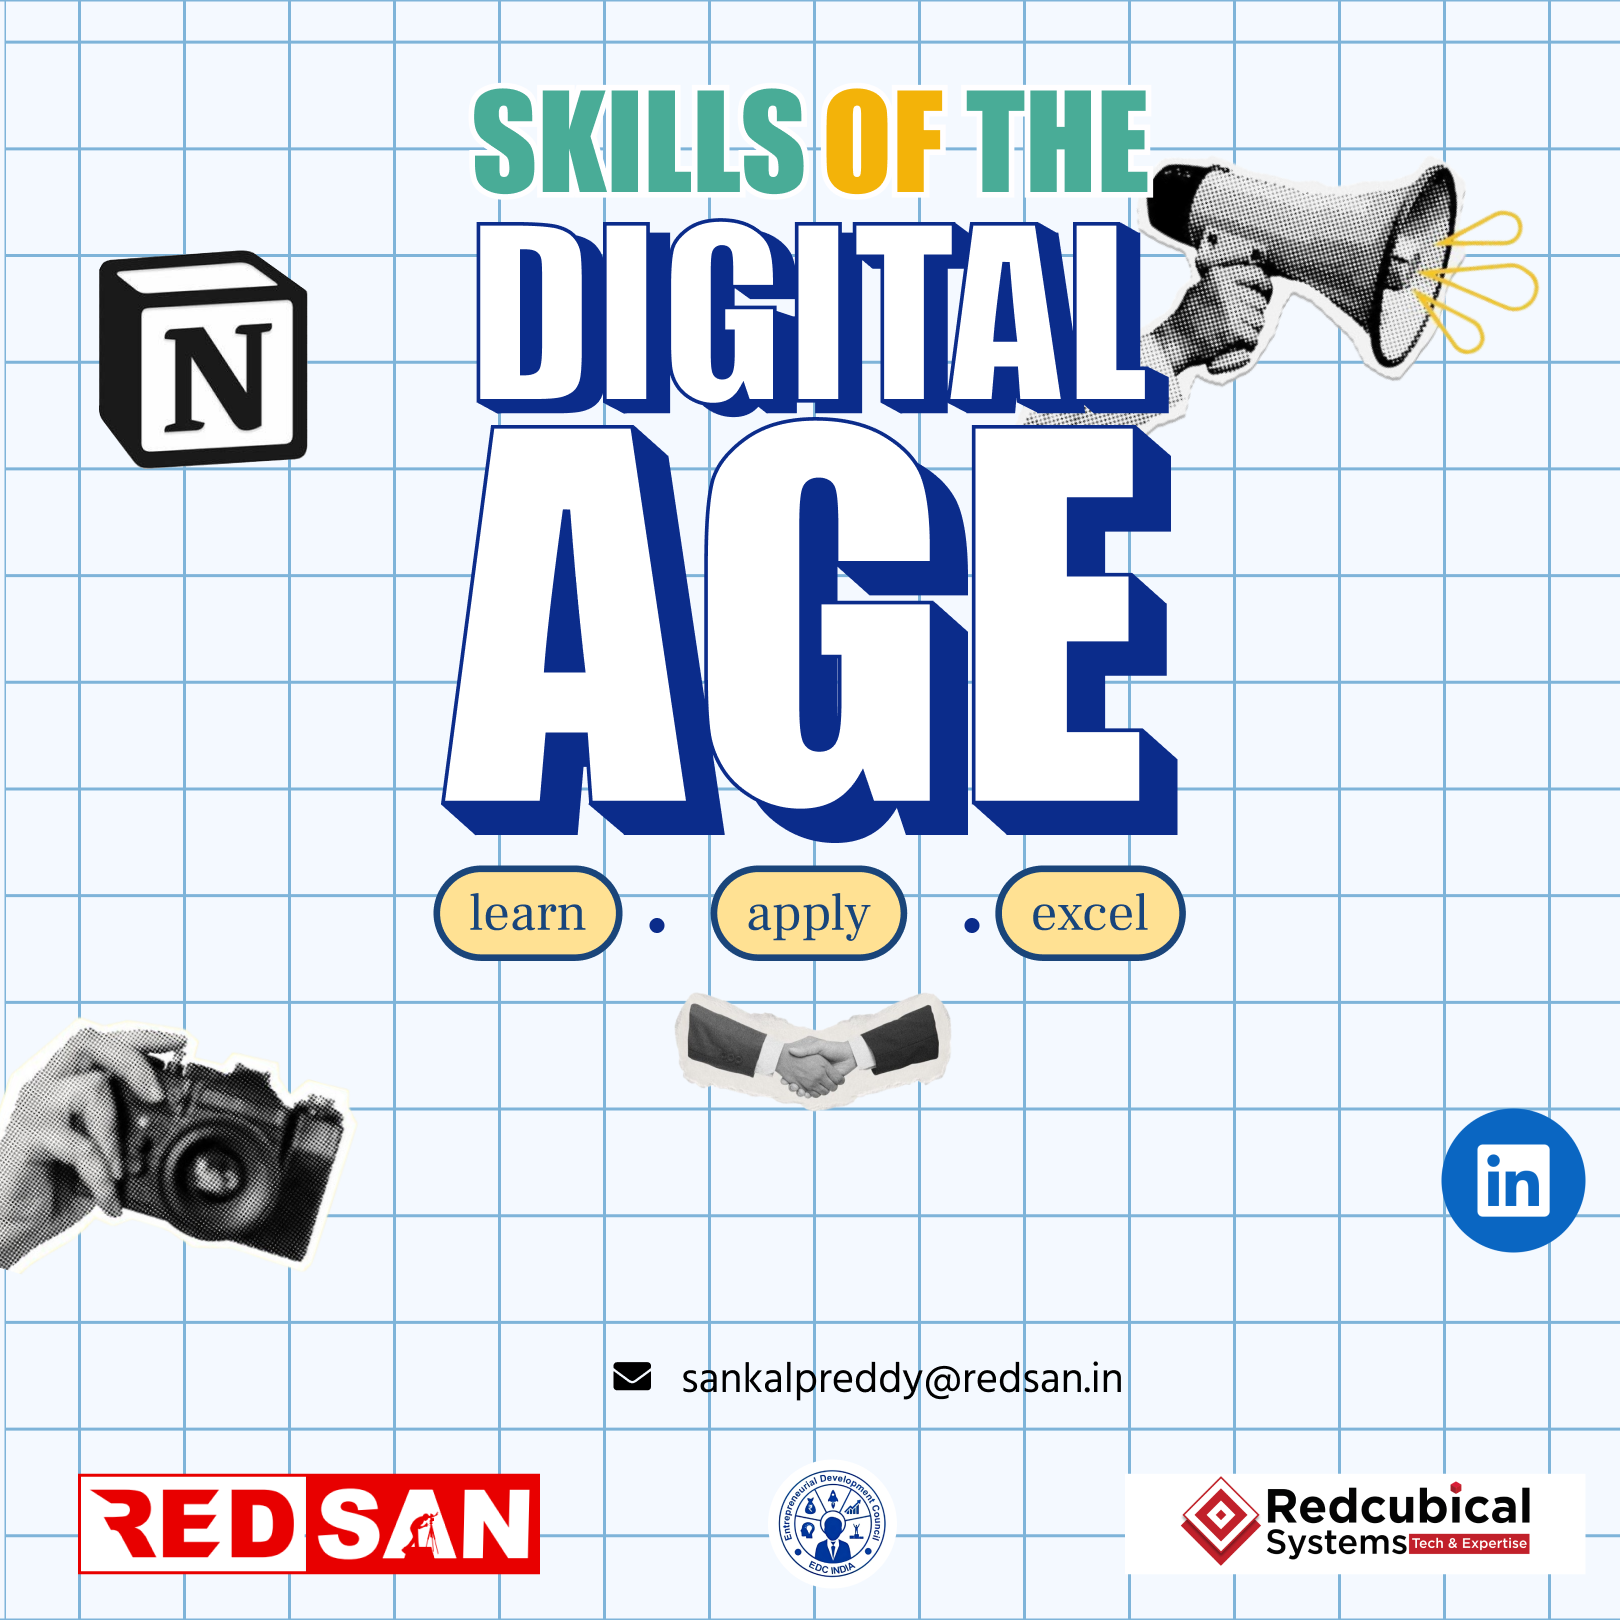 SKILLS OF THE
DIGITAL
AGE
N
learn . apply . excel
in
sankalpreddy@redsan.in
REDSAN
Entrepreneurial Development Council
EDC INDIA
Redcubical
Systems Tech & Expertise